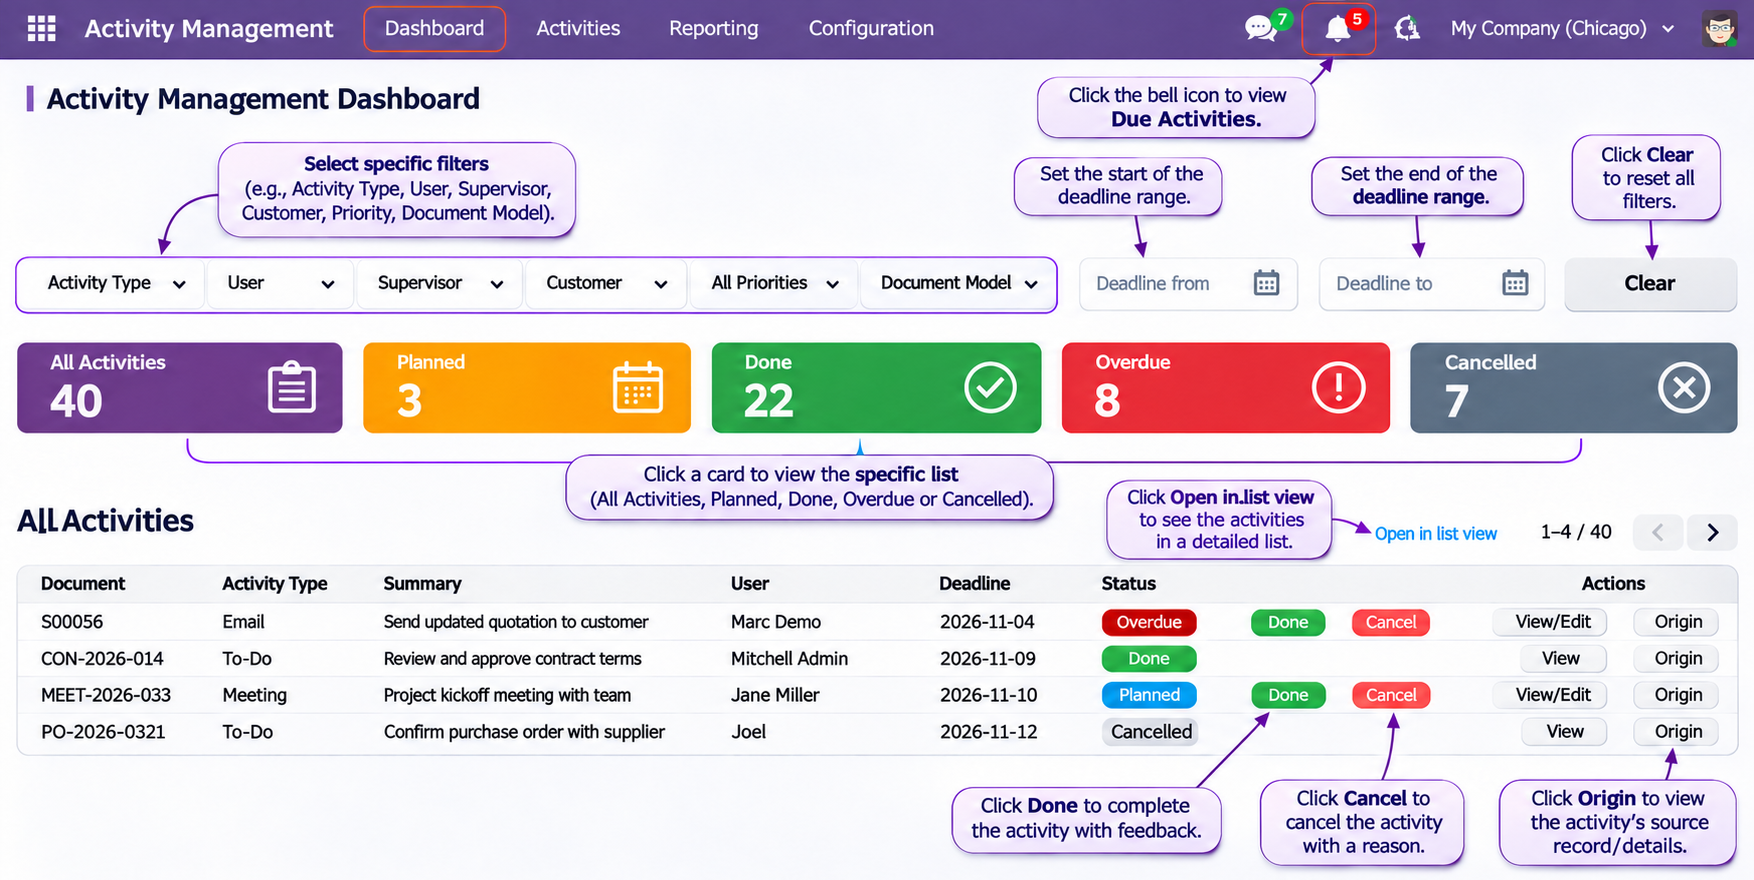 Activity Management Dashboard Activities Reporting Configuration 7 5 My Company (Chicago)
Activity Management Dashboard
Click the bell icon to view
Due Activities.
Select specific filters
(e.g., Activity Type, User, Supervisor,
Customer, Priority, Document Model).
Set the start of the
deadline range.
Set the end of the
deadline range.
Click Clear
to reset all
filters.
Activity Type User Supervisor Customer All Priorities Document Model Deadline from Deadline to Clear
All Activities
40
Planned
3
Done
22
Overdue
8
Cancelled
7
Click a card to view the specific list
(All Activities, Planned, Done, Overdue or Cancelled).
All Activities
Click Open in.list view
to see the activities
in a detailed list.
Open in list view 1–4 / 40
Document Activity Type Summary User Deadline Status Actions
S00056 Email Send updated quotation to customer Marc Demo 2026-11-04 Overdue Done Cancel View/Edit Origin
CON-2026-014 To-Do Review and approve contract terms Mitchell Admin 2026-11-09 Done View Origin
MEET-2026-033 Meeting Project kickoff meeting with team Jane Miller 2026-11-10 Planned Done Cancel View/Edit Origin
PO-2026-0321 To-Do Confirm purchase order with supplier Joel 2026-11-12 Cancelled View Origin
Click Done to complete
the activity with feedback.
Click Cancel to
cancel the activity
with a reason.
Click Origin to view
the activity's source
record/details.